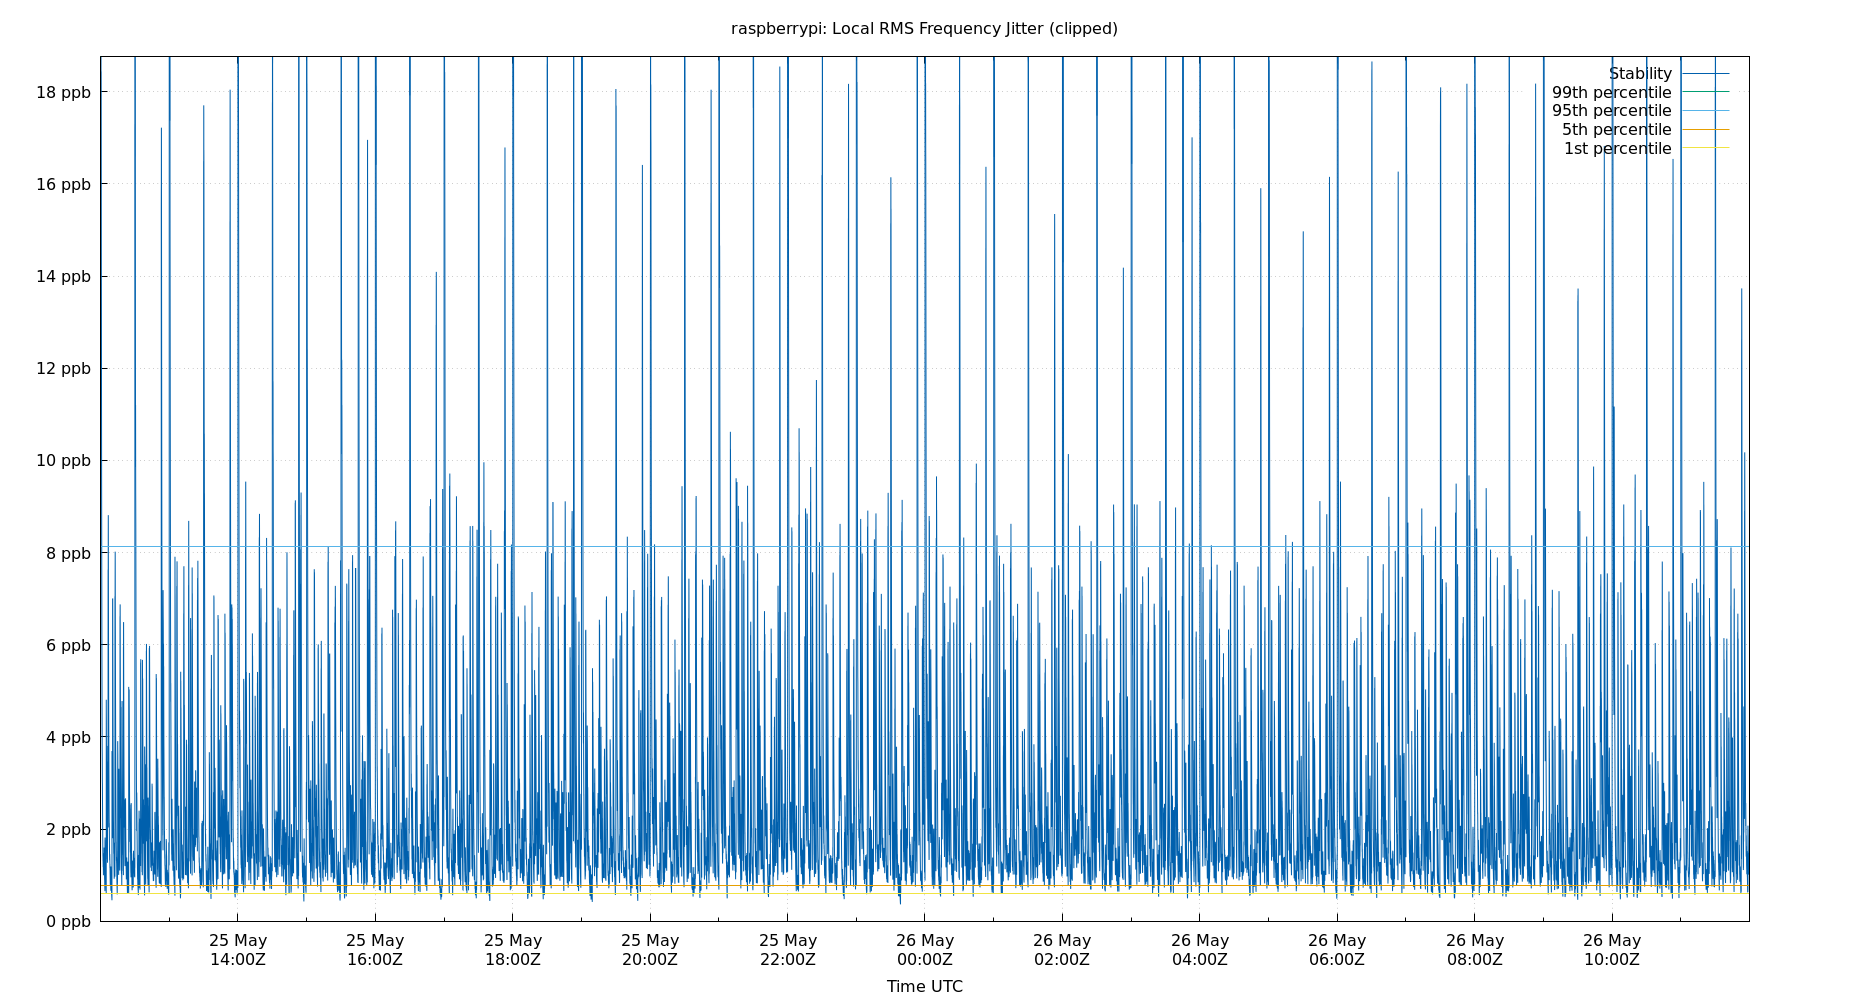 raspberrypi: Local RMS Frequency Jitter (clipped)
Stability
99th percentile
95th percentile
5th percentile
1st percentile
18 ppb
16 ppb
14 ppb
12 ppb
10 ppb
8 ppb
6 ppb
4 ppb
2 ppb
0 ppb
25 May 25 May 25 May 25 May 25 May 26 May 26 May 26 May 26 May 26 May 26 May
14:00Z 16:00Z 18:00Z 20:00Z 22:00Z 00:00Z 02:00Z 04:00Z 06:00Z 08:00Z 10:00Z
Time UTC